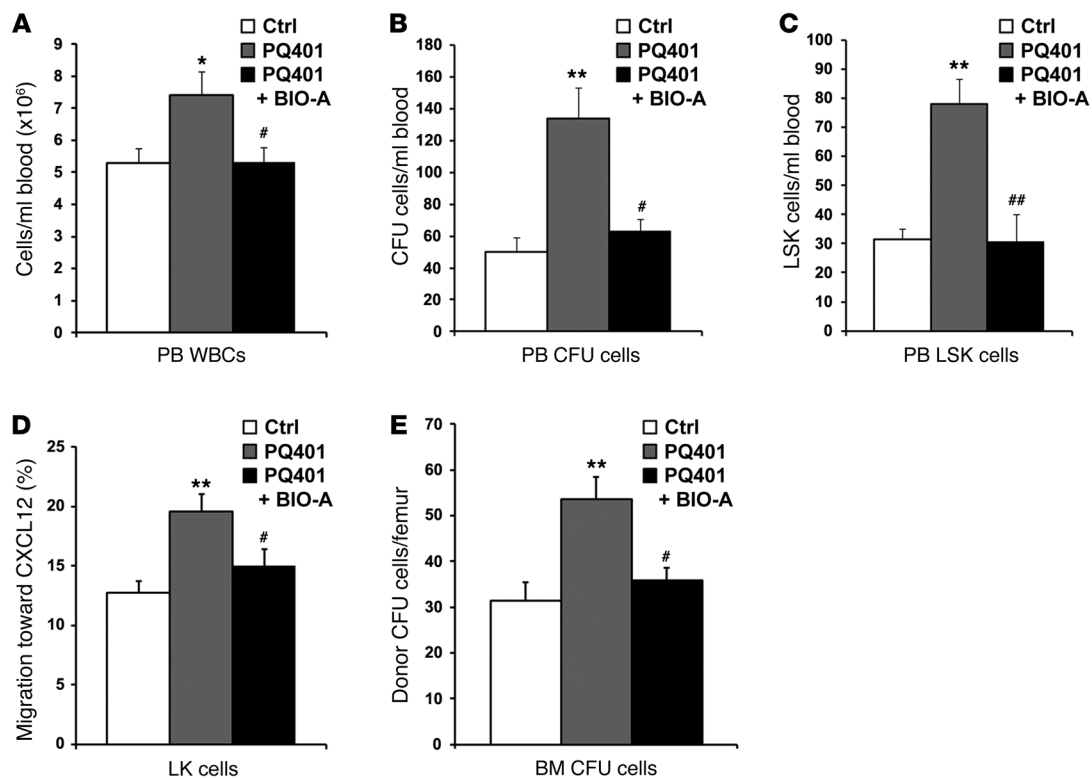 A
Ctrl
PQ401
PQ401
+ BIO-A
Cells/ml blood (x10⁶)
9
8
7
6
5
4
3
2
1
0
*
#
PB WBCs
B
Ctrl
PQ401
PQ401
+ BIO-A
CFU cells/ml blood
180
160
140
120
100
80
60
40
20
0
**
#
PB CFU cells
C
Ctrl
PQ401
PQ401
+ BIO-A
LSK cells/ml blood
100
90
80
70
60
50
40
30
20
10
0
**
##
PB LSK cells
D
Ctrl
PQ401
PQ401
+ BIO-A
Migration toward CXCL12 (%)
25
20
15
10
5
0
**
#
LK cells
E
Ctrl
PQ401
PQ401
+ BIO-A
Donor CFU cells/femur
70
60
50
40
30
20
10
0
**
#
BM CFU cells